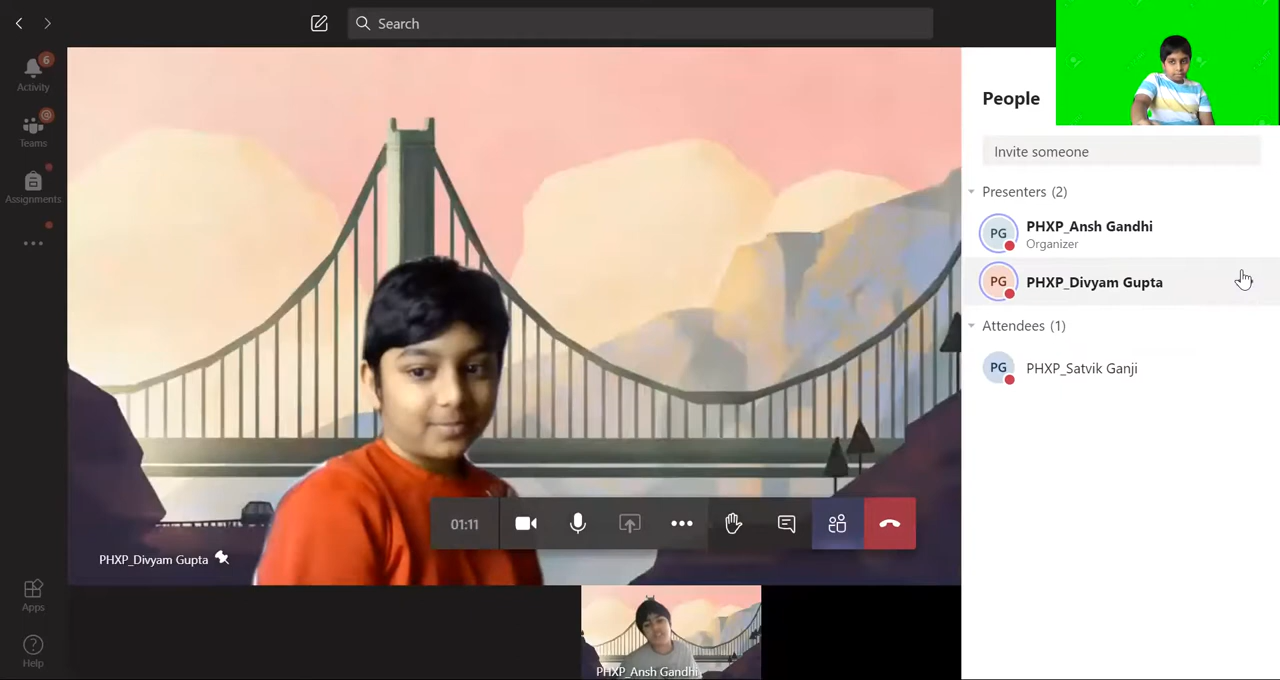 Search
6
Activity
Teams
Assignments
Apps
Help
01:11
PHXP_Divyam Gupta
PHXP_Ansh Gandhi
People
Invite someone
Presenters (2)
PG
PHXP_Ansh Gandhi
Organizer
PG
PHXP_Divyam Gupta
Attendees (1)
PG
PHXP_Satvik Ganji